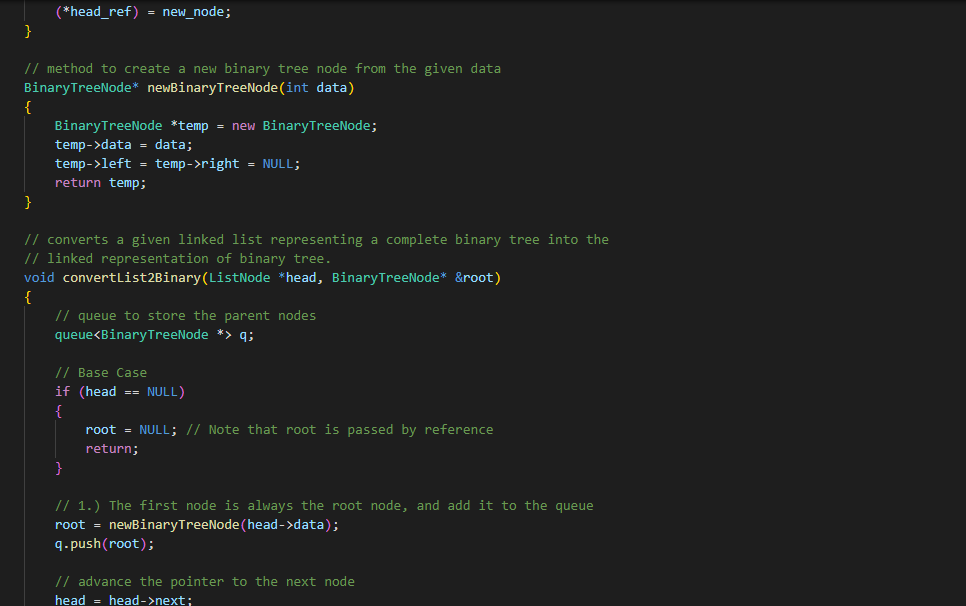 (*head_ref) = new_node;
}

// method to create a new binary tree node from the given data
BinaryTreeNode* newBinaryTreeNode(int data)
{
    BinaryTreeNode *temp = new BinaryTreeNode;
    temp->data = data;
    temp->left = temp->right = NULL;
    return temp;
}

// converts a given linked list representing a complete binary tree into the
// linked representation of binary tree.
void convertList2Binary(ListNode *head, BinaryTreeNode* &root)
{
    // queue to store the parent nodes
    queue<BinaryTreeNode *> q;

    // Base Case
    if (head == NULL)
    {
        root = NULL; // Note that root is passed by reference
        return;
    }

    // 1.) The first node is always the root node, and add it to the queue
    root = newBinaryTreeNode(head->data);
    q.push(root);

    // advance the pointer to the next node
    head = head->next;